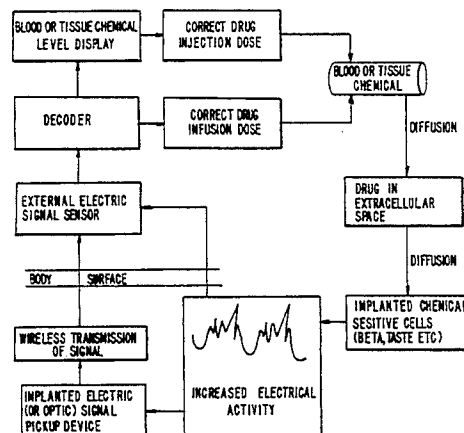 BLOOD OR TISSUE CHEMICAL
LEVEL DISPLAY
CORRECT DRUG
INJECTION DOSE
BLOOD OR TISSUE
CHEMICAL
DECODER
CORRECT DRUG
INFUSION DOSE
DIFFUSION
EXTERNAL ELECTRIC
SIGNAL SENSOR
DRUG IN
EXTRACELLULAR
SPACE
DIFFUSION
BODY SURFACE
IMPLANTED CHEMICAL
SESITIVE CELLS
(BETA, TASTE ETC)
WIRELESS TRANSMISSION
OF SIGNAL
INCREASED ELECTRICAL
ACTIVITY
IMPLANTED ELECTRIC
(OR OPTIC) SIGNAL
PICKUP DEVICE